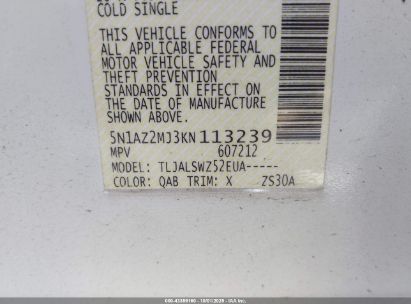 COLD SINGLE
THIS VEHICLE CONFORMS TO
ALL APPLICABLE FEDERAL
MOTOR VEHICLE SAFETY AND
THEFT PREVENTION
STANDARDS IN EFFECT ON
THE DATE OF MANUFACTURE
SHOWN ABOVE.
5N1AZ2MJ3KN113239
MPV 607212
MODEL: TLJALSWZ52EUA-----
COLOR: QAB TRIM: X ZS30A